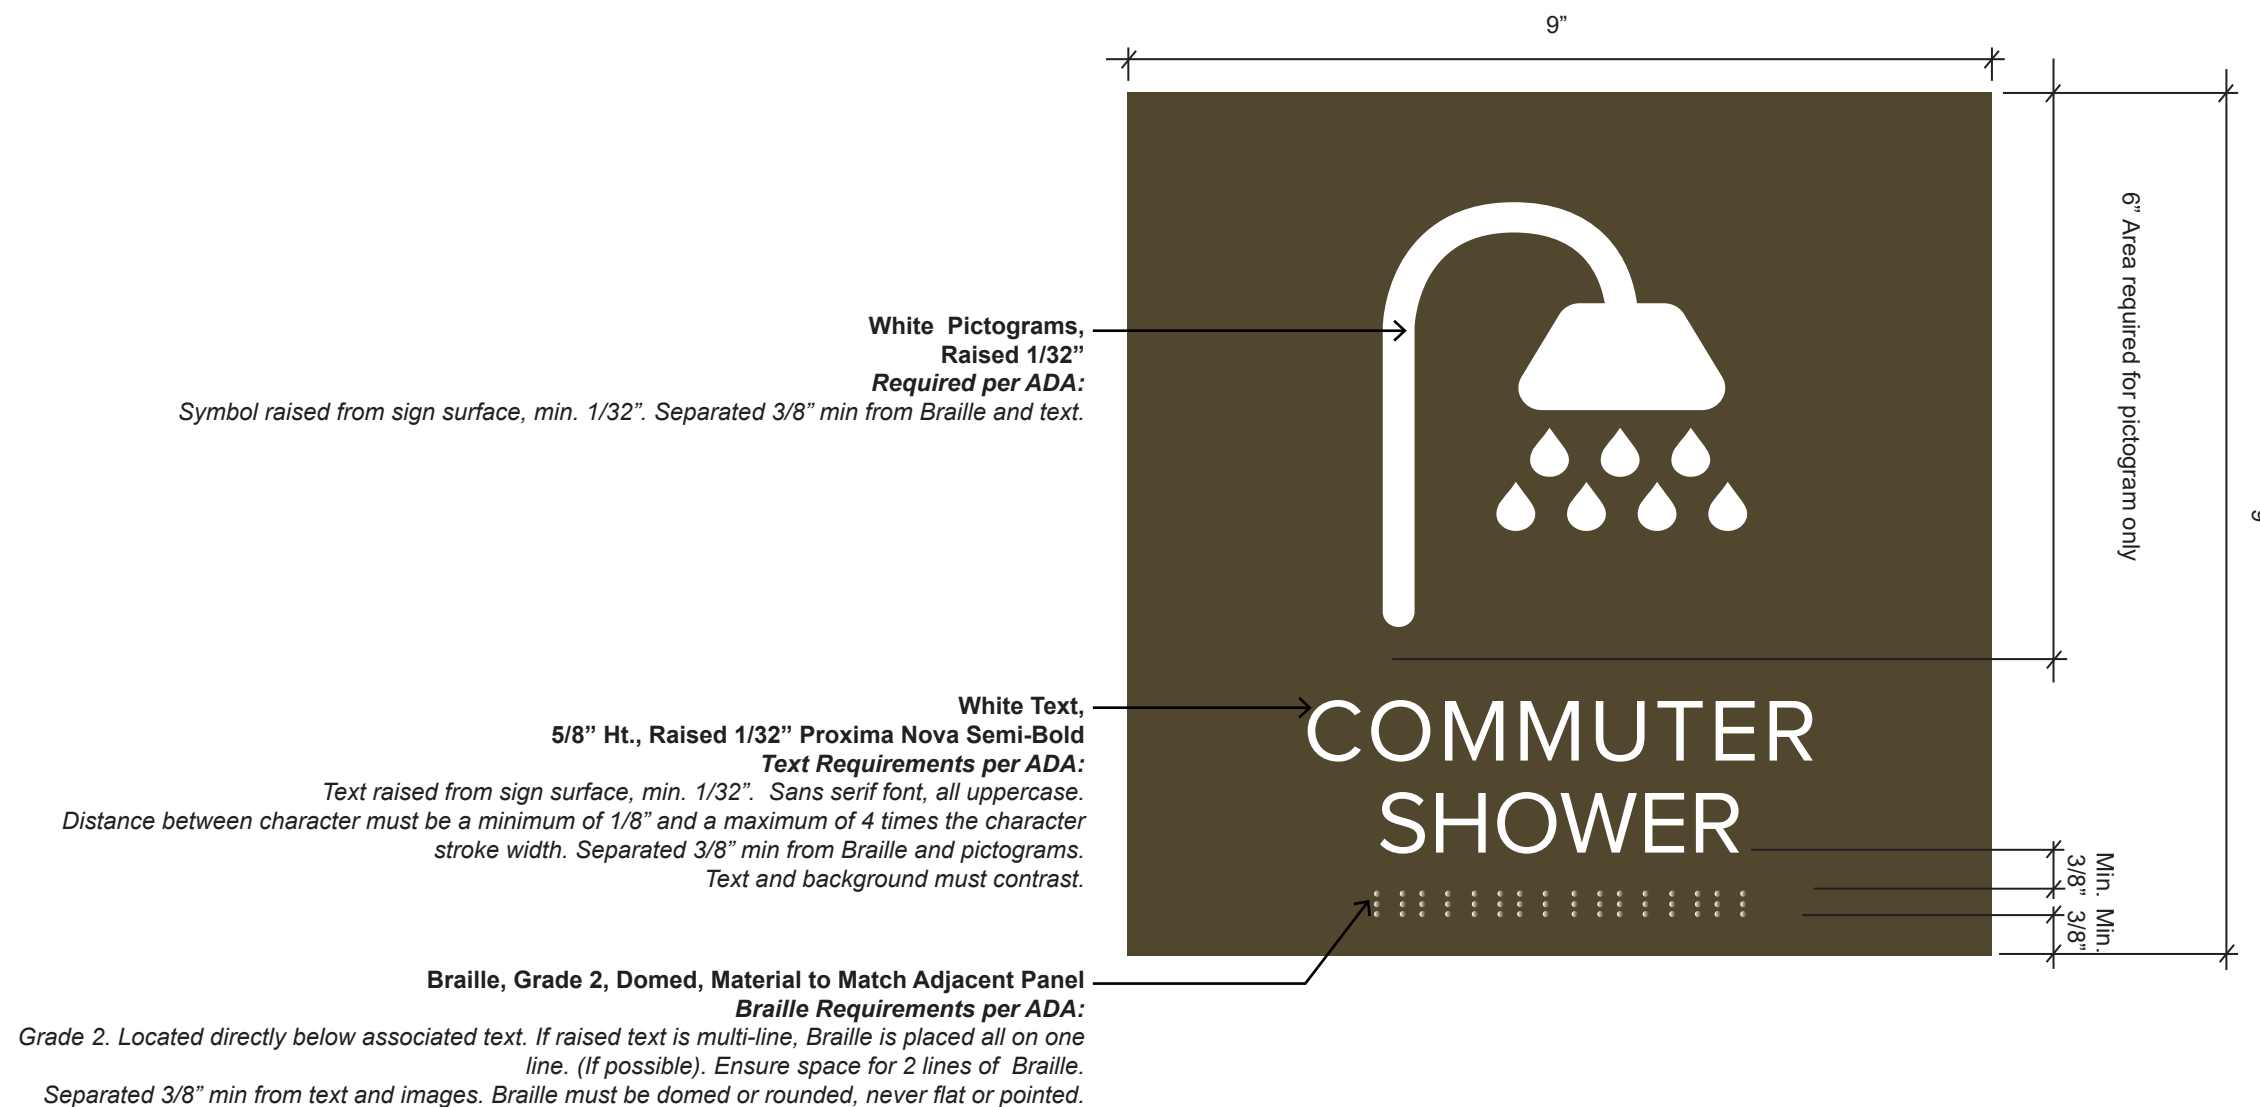 9”
6” Area required for pictogram only
White Pictograms,
Raised 1/32”
Required per ADA:
Symbol raised from sign surface, min. 1/32”. Separated 3/8” min from Braille and text.
White Text,
5/8” Ht., Raised 1/32” Proxima Nova Semi-Bold
Text Requirements per ADA:
Text raised from sign surface, min. 1/32”. Sans serif font, all uppercase.
Distance between character must be a minimum of 1/8” and a maximum of 4 times the character
stroke width. Separated 3/8” min from Braille and pictograms.
Text and background must contrast.
COMMUTER
SHOWER
Min.
3/8”
Min.
3/8”
Braille, Grade 2, Domed, Material to Match Adjacent Panel
Braille Requirements per ADA:
Grade 2. Located directly below associated text. If raised text is multi-line, Braille is placed all on one
line. (If possible). Ensure space for 2 lines of Braille.
Separated 3/8” min from text and images. Braille must be domed or rounded, never flat or pointed.